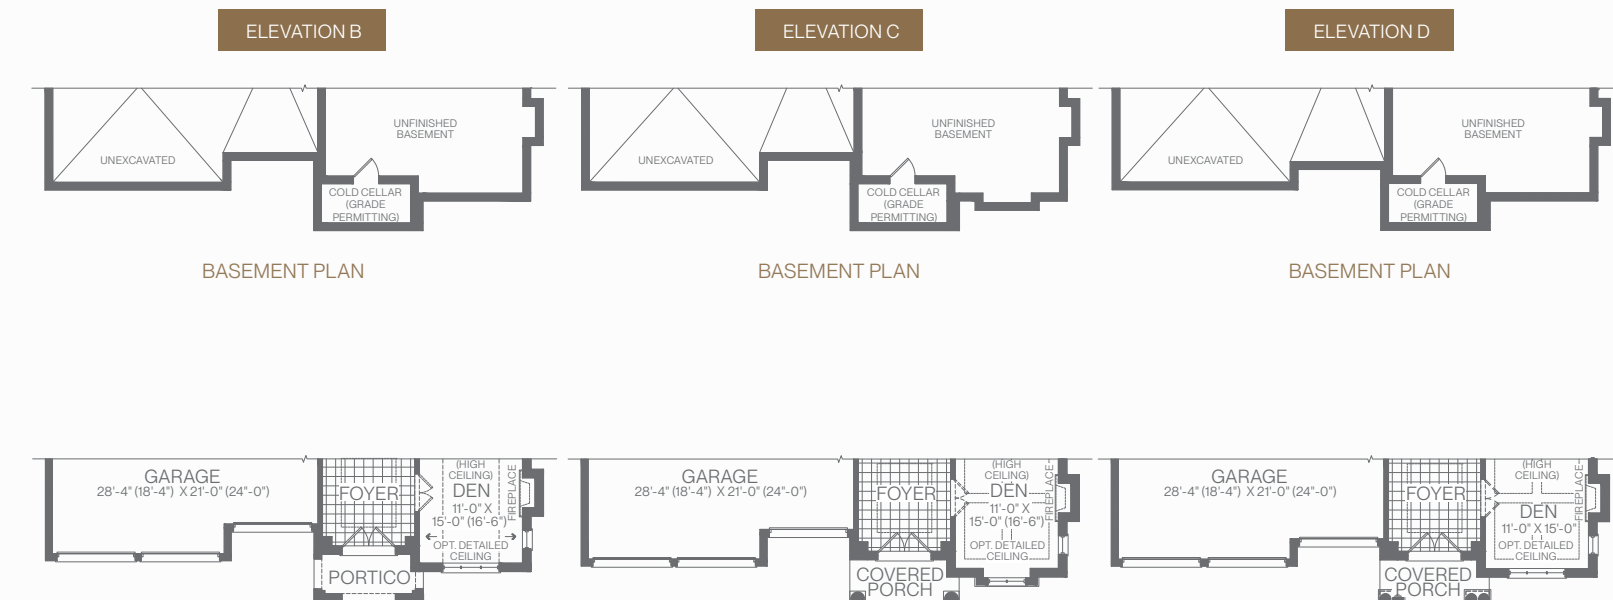 ELEVATION B
ELEVATION C
ELEVATION D
UNEXCAVATED
UNFINISHED
BASEMENT
COLD CELLAR
(GRADE
PERMITTING)
UNEXCAVATED
UNFINISHED
BASEMENT
COLD CELLAR
(GRADE
PERMITTING)
UNEXCAVATED
UNFINISHED
BASEMENT
COLD CELLAR
(GRADE
PERMITTING)
BASEMENT PLAN
BASEMENT PLAN
BASEMENT PLAN
GARAGE
28'-4" (18'-4") X 21'-0" (24"-0")
FOYER
(HIGH
CEILING)
DEN
11'-0" X
15'-0" (16'-6")
OPT. DETAILED
CEILING
FIREPLACE
PORTICO
GARAGE
28'-4" (18'-4") X 21'-0" (24"-0")
FOYER
(HIGH
CEILING)
DEN
11'-0" X
15'-0" (16'-6")
OPT. DETAILED
CEILING
FIREPLACE
COVERED
PORCH
GARAGE
28'-4" (18'-4") X 21'-0" (24"-0")
FOYER
(HIGH
CEILING)
DEN
11'-0" X 15'-0"
OPT. DETAILED
CEILING
FIREPLACE
COVERED
PORCH